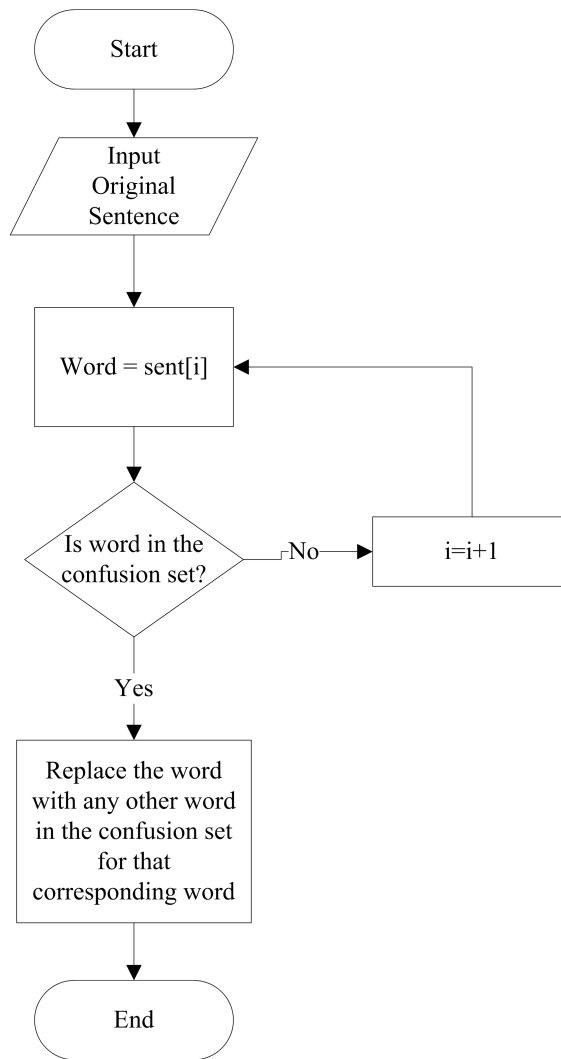 Start
Input
Original
Sentence
Word = sent[i]
Is word in the
confusion set?
No
i=i+1
Yes
Replace the word
with any other word
in the confusion set
for that
corresponding word
End